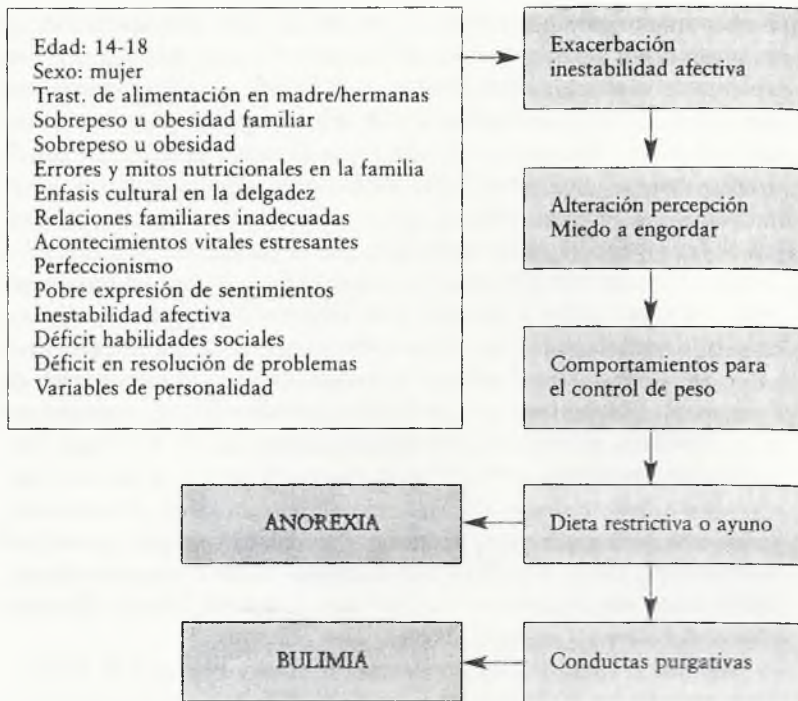 Edad: 14-18
Sexo: mujer
Trast. de alimentación en madre/hermanas
Sobrepeso u obesidad familiar
Sobrepeso u obesidad
Errores y mitos nutricionales en la familia
Enfasis cultural en la delgadez
Relaciones familiares inadecuadas
Acontecimientos vitales estresantes
Perfeccionismo
Pobre expresión de sentimientos
Inestabilidad afectiva
Déficit habilidades sociales
Déficit en resolución de problemas
Variables de personalidad
Exacerbación
inestabilidad afectiva
Alteración percepción
Miedo a engordar
Comportamientos para
el control de peso
Dieta restrictiva o ayuno
ANOREXIA
Conductas purgativas
BULIMIA